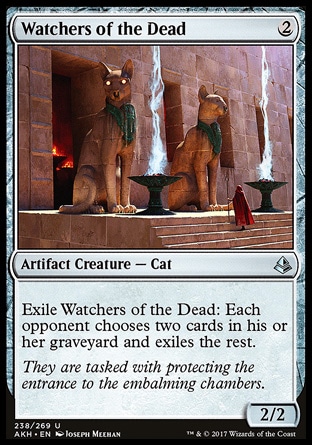 Watchers of the Dead 2
Artifact Creature — Cat
Exile Watchers of the Dead: Each
opponent chooses two cards in his or
her graveyard and exiles the rest.
They are tasked with protecting the
entrance to the embalming chambers.
2/2
238/269 U
AKH • EN Joseph Meehan
™ & © 2017 Wizards of the Coast